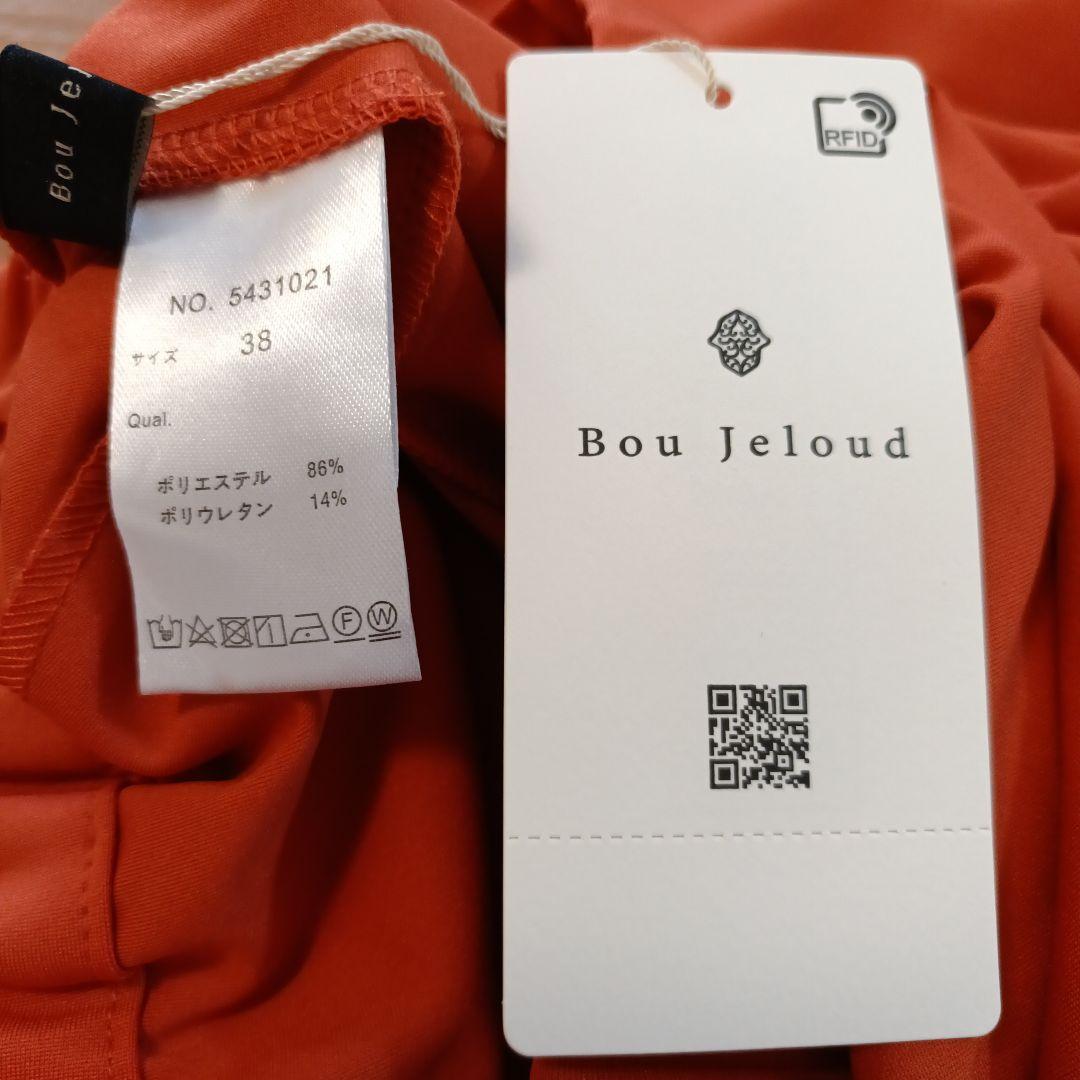 Bou Je
NO. 5431021
サイズ 38
Qual.
ポリエステル 86%
ポリウレタン 14%
F W
RFID
Bou Jeloud